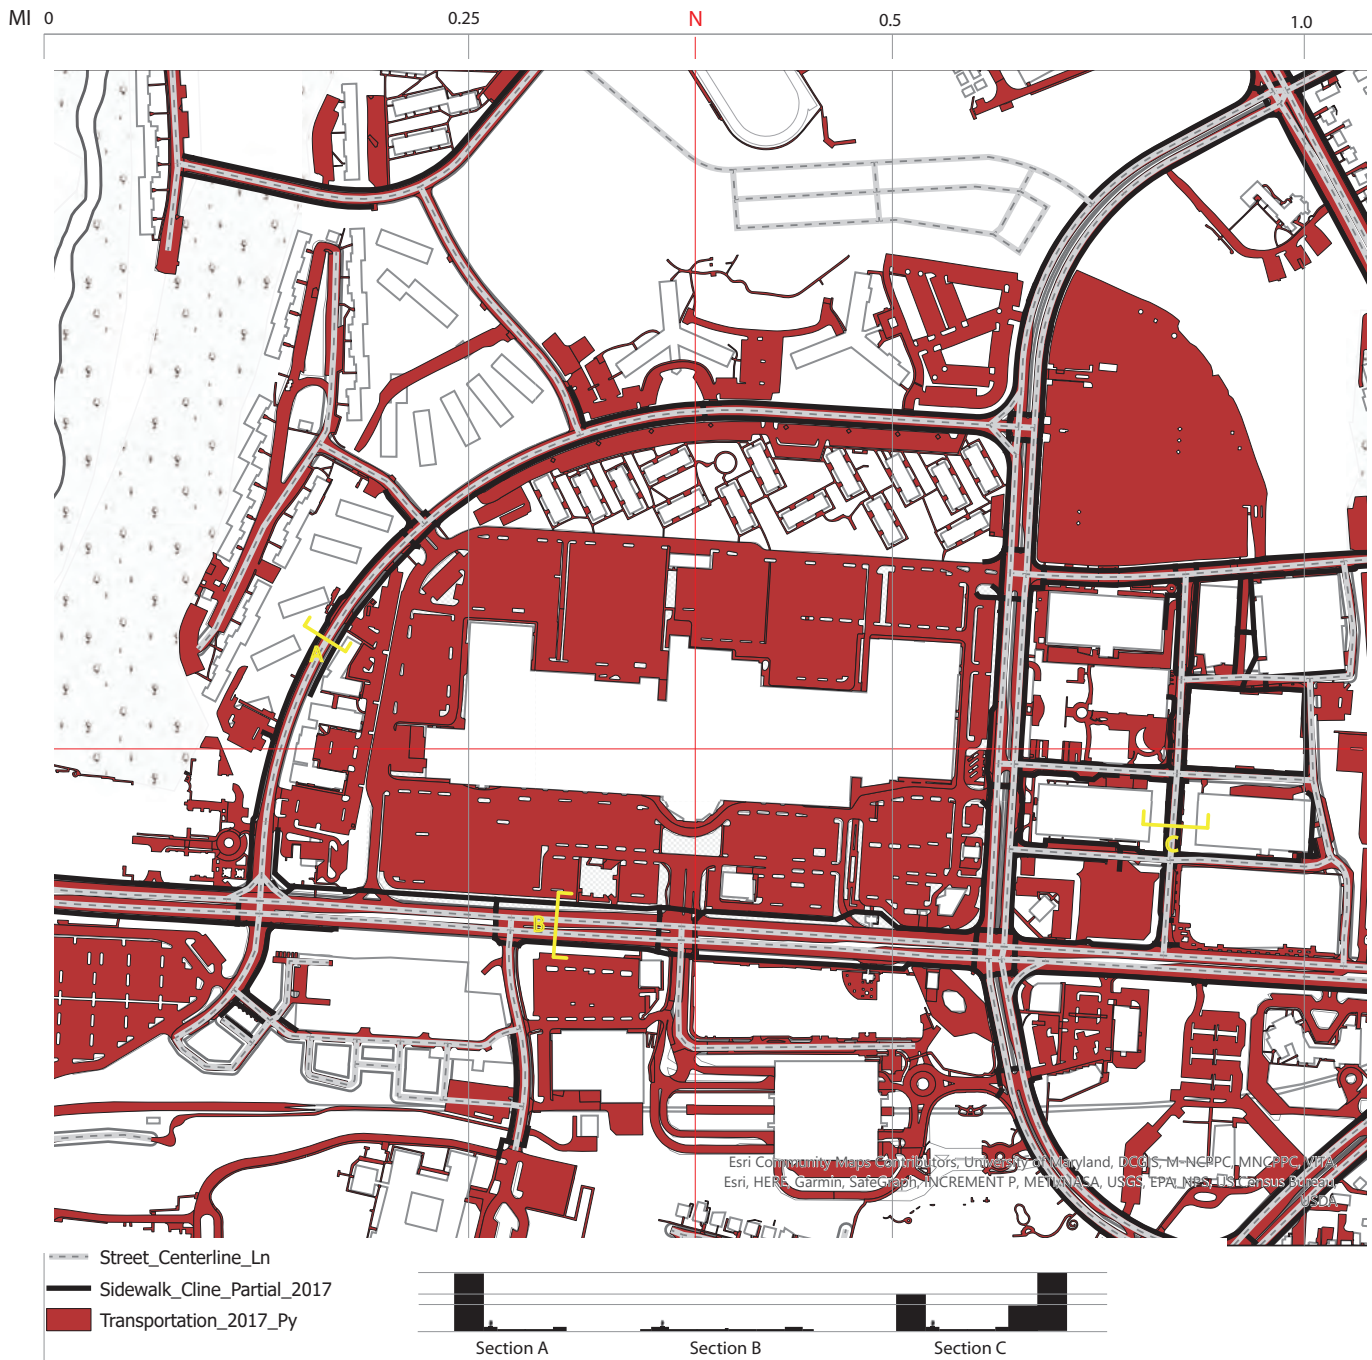 MI 0 0.25 N 0.5 1.0
A
B
C
Esri Community Maps Contributors, University of Maryland, DCGIS, M-NCPPC, MNCPPC, VITA,
Esri, HERE, Garmin, SafeGraph, INCREMENT P, METI/NASA, USGS, EPA, NPS, US Census Bureau,
USDA
Street_Centerline_Ln
Sidewalk_Cline_Partial_2017
Transportation_2017_Py
Section A Section B Section C